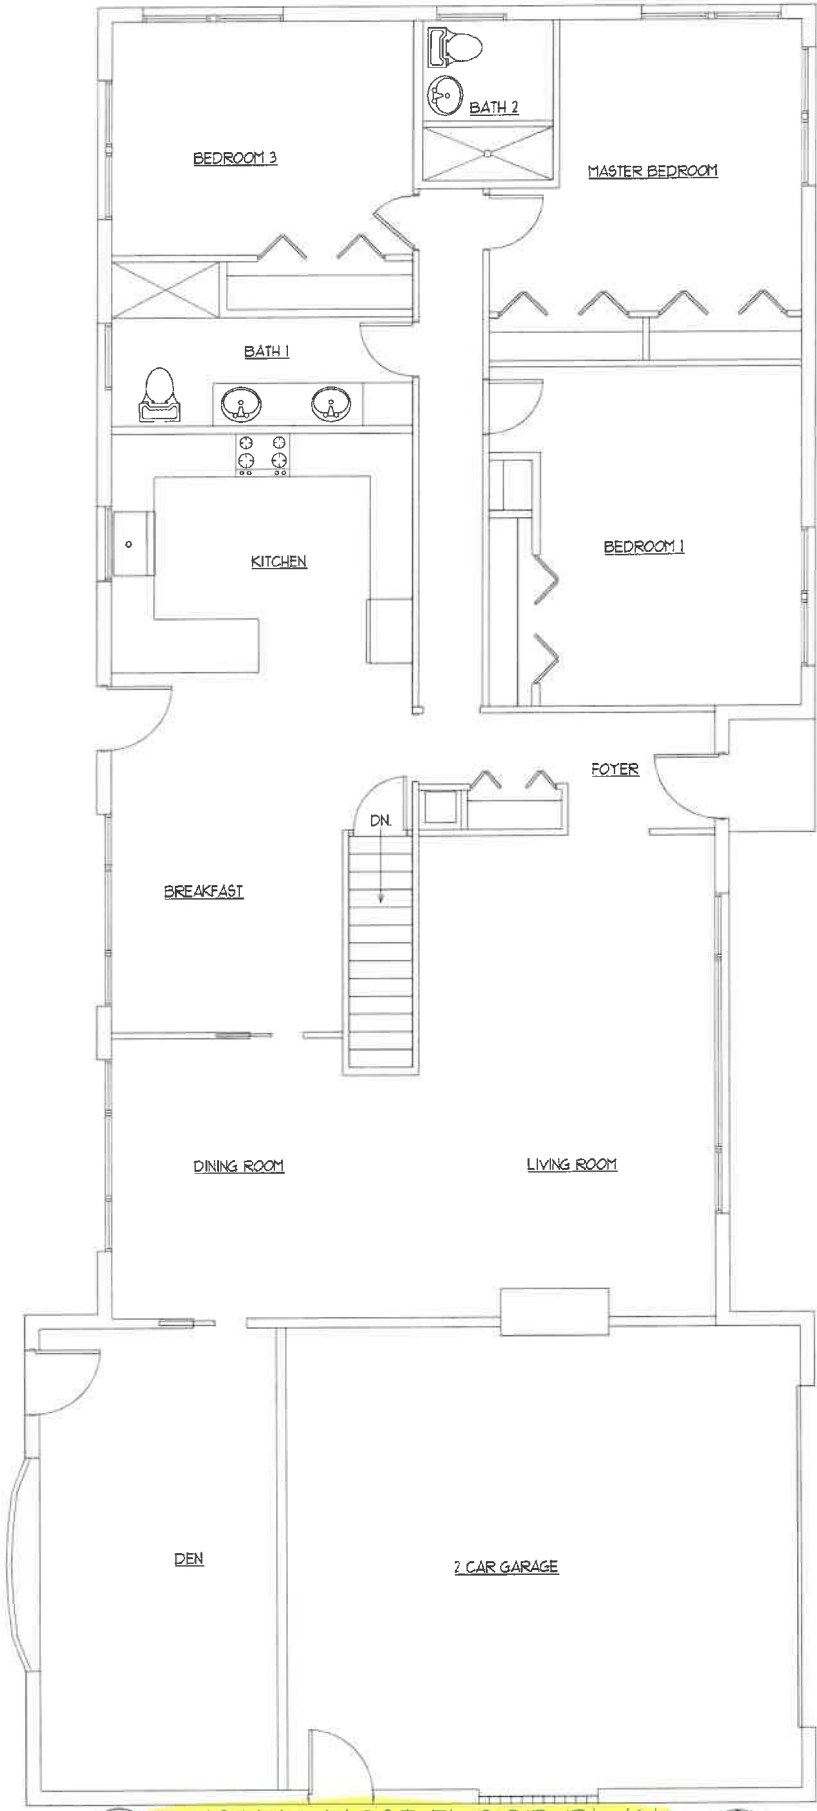 BATH 2
BEDROOM 3
MASTER BEDROOM
BATH 1
KITCHEN
BEDROOM 1
FOYER
DN.
BREAKFAST
DINING ROOM
LIVING ROOM
DEN
2 CAR GARAGE